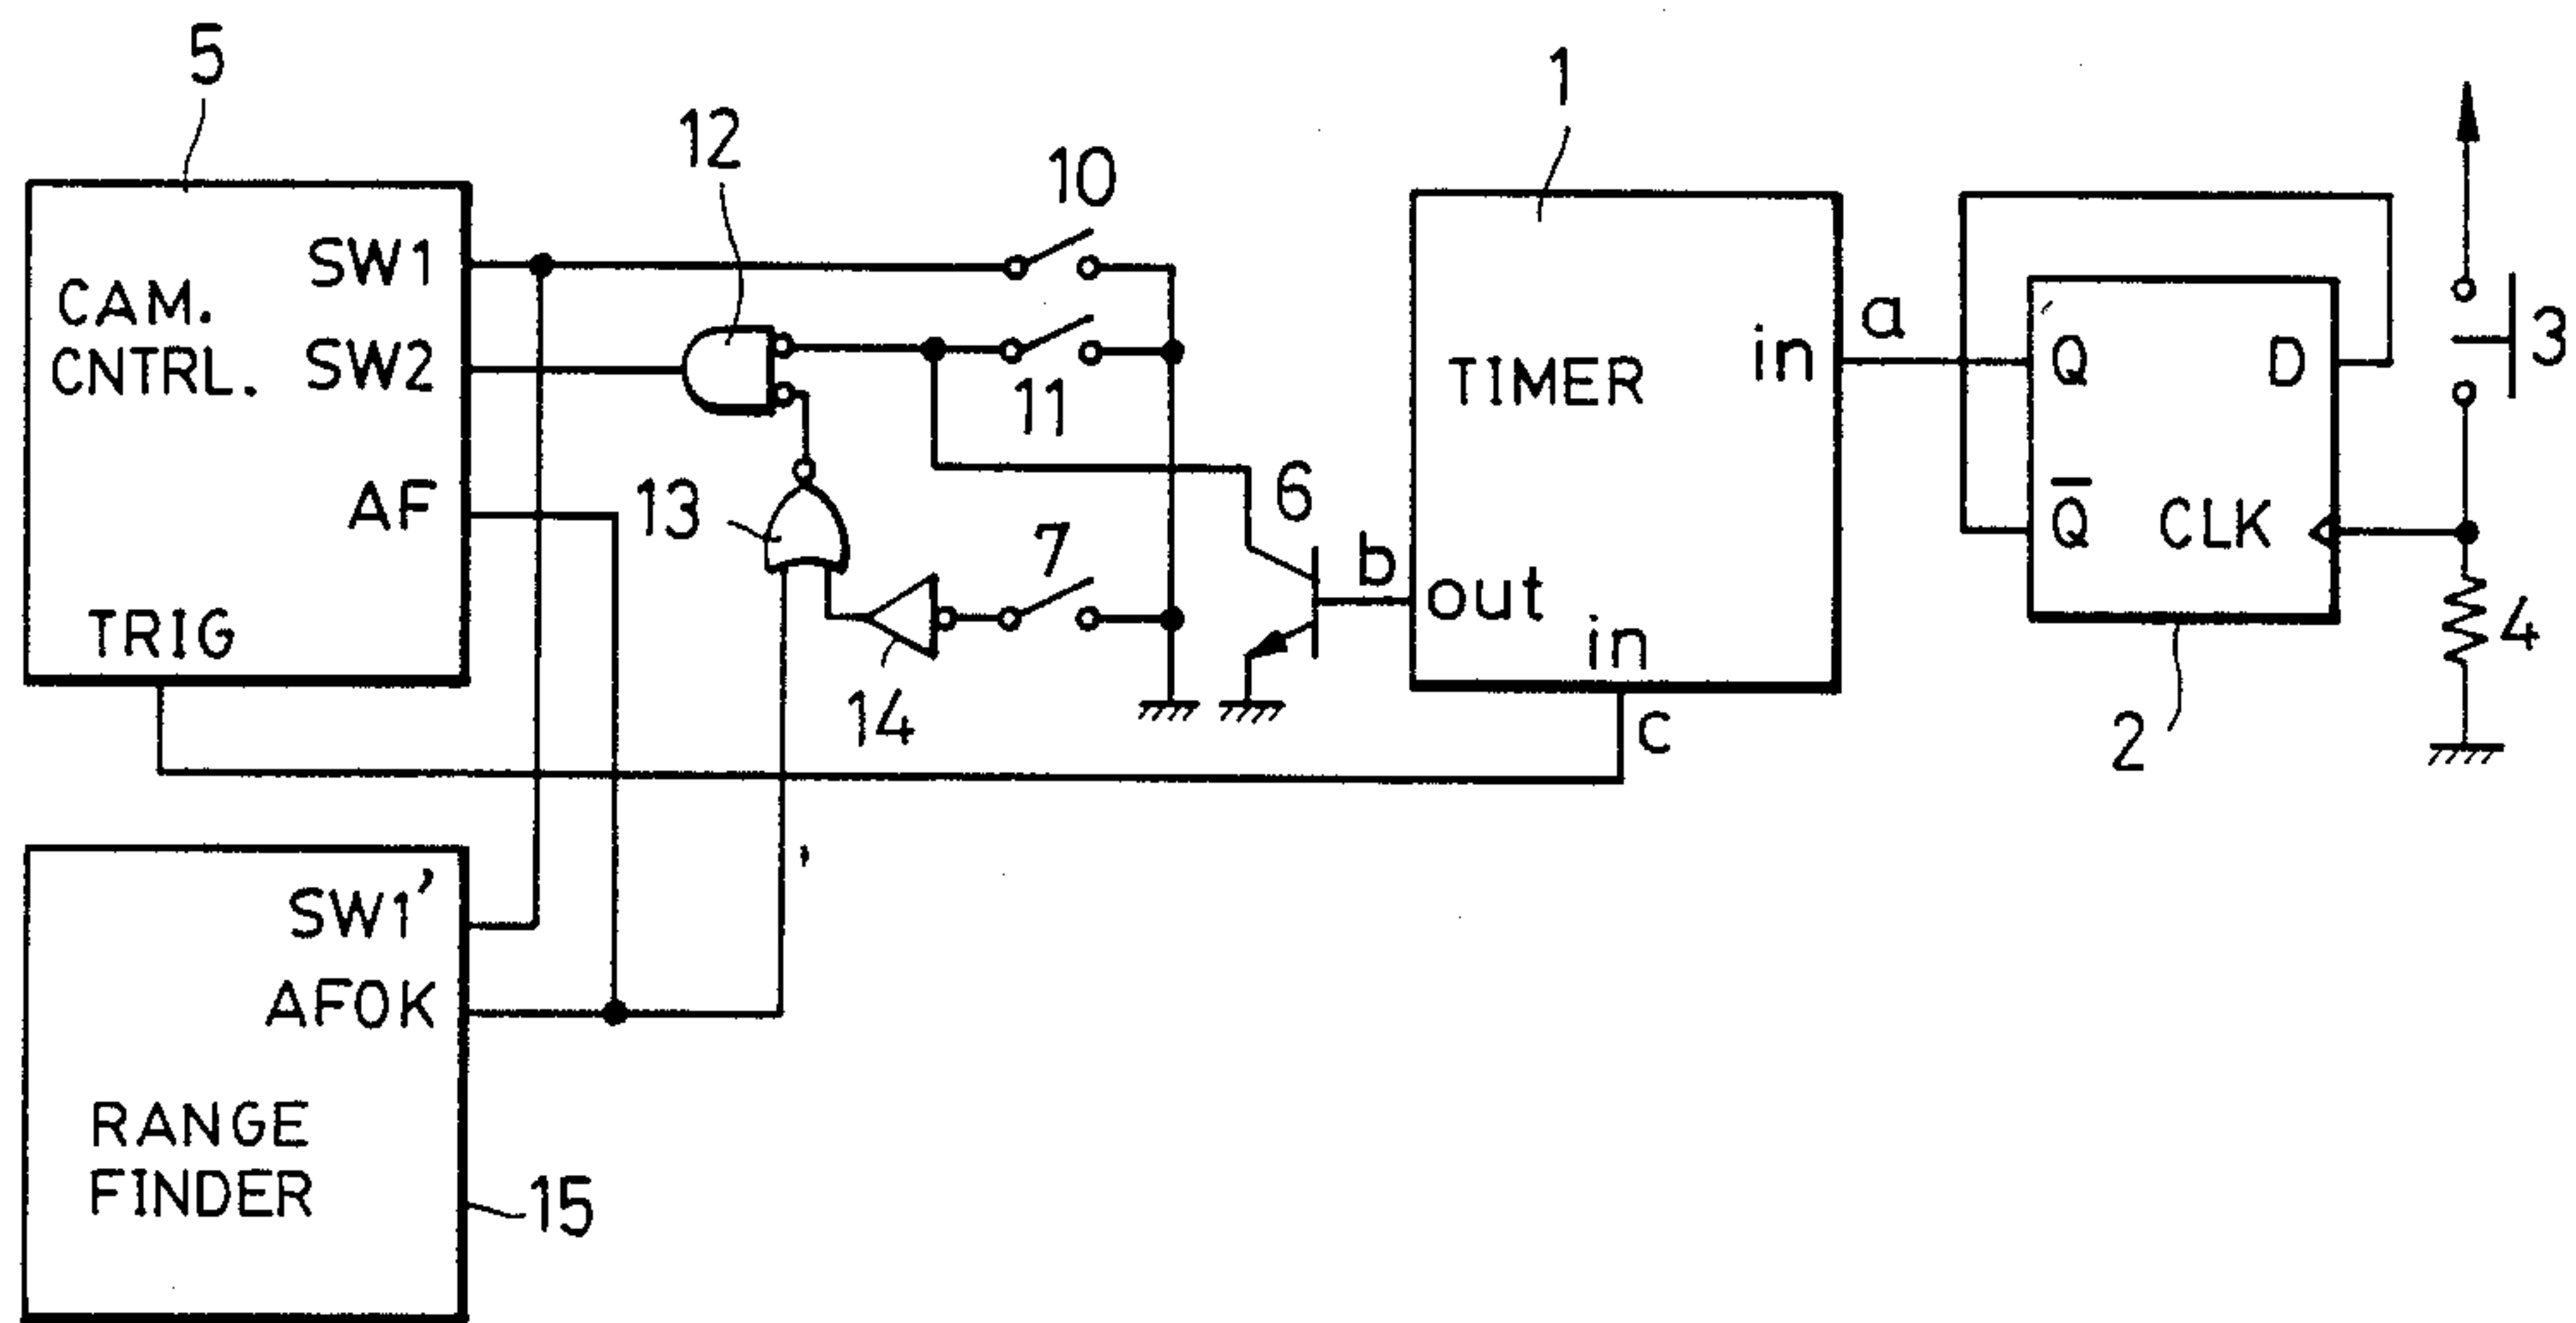 5
CAM.
CNTRL.
SW1
SW2
AF
TRIG
12
10
11
13
7
14
6
1
TIMER
in
a
out
b
in
c
Q
D
Q̅
CLK
2
3
4
SW1’
AFOK
RANGE
FINDER
15